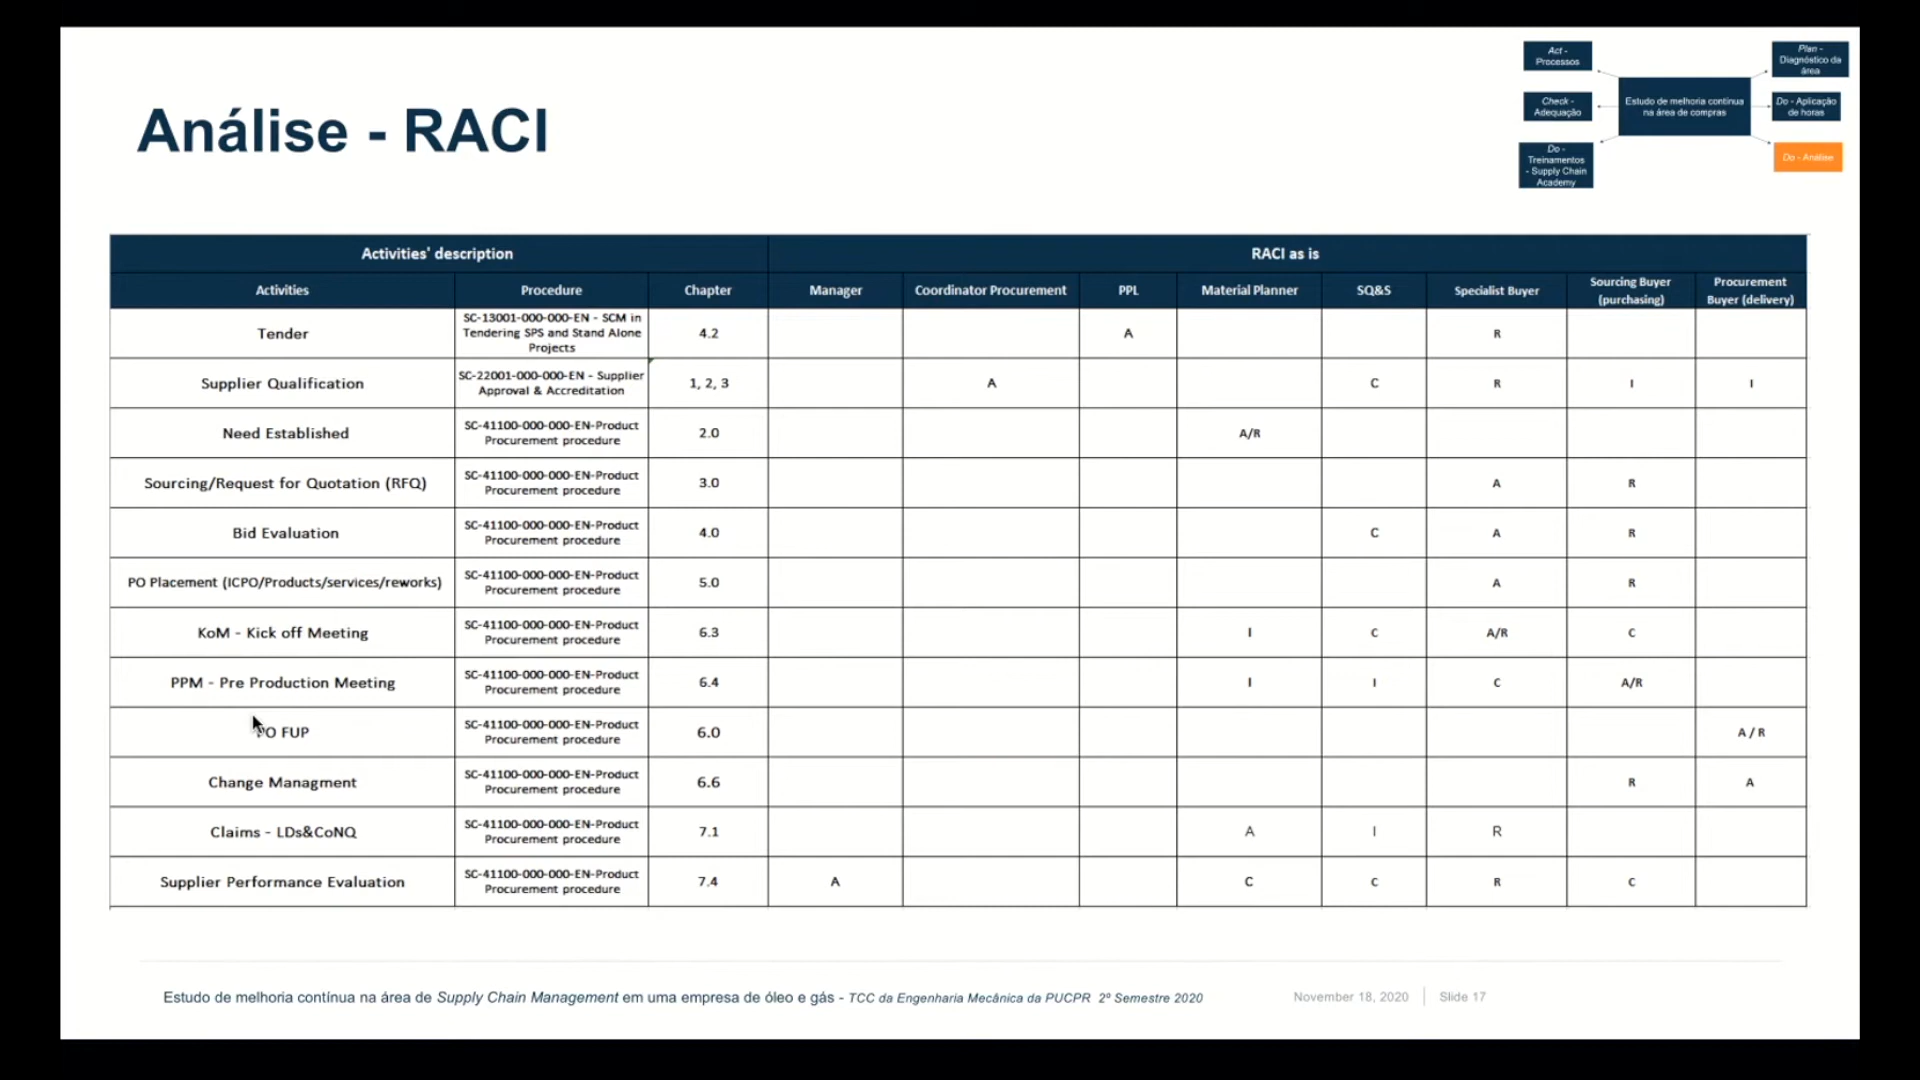 Análise - RACI
Act -
Processos
Check -
Adequação
Do -
Treinamentos
- Supply Chain
Academy
Estudo de melhoria contínua
na área de compras
Plan -
Diagnóstico da
área
Do - Aplicação
de horas
Do - Análise
Activities' description RACI as is
Activities Procedure Chapter Manager Coordinator Procurement PPL Material Planner SQ&S Specialist Buyer Sourcing Buyer (purchasing) Procurement Buyer (delivery)
Tender SC-13001-000-000-EN - SCM in Tendering SPS and Stand Alone Projects 4.2 A R
Supplier Qualification SC-22001-000-000-EN - Supplier Approval & Accreditation 1, 2, 3 A C R I I
Need Established SC-41100-000-000-EN-Product Procurement procedure 2.0 A/R
Sourcing/Request for Quotation (RFQ) SC-41100-000-000-EN-Product Procurement procedure 3.0 A R
Bid Evaluation SC-41100-000-000-EN-Product Procurement procedure 4.0 C A R
PO Placement (ICPO/Products/services/reworks) SC-41100-000-000-EN-Product Procurement procedure 5.0 A R
KoM - Kick off Meeting SC-41100-000-000-EN-Product Procurement procedure 6.3 I C A/R C
PPM - Pre Production Meeting SC-41100-000-000-EN-Product Procurement procedure 6.4 I I C A/R
PO FUP SC-41100-000-000-EN-Product Procurement procedure 6.0 A / R
Change Managment SC-41100-000-000-EN-Product Procurement procedure 6.6 R A
Claims - LDs&CoNQ SC-41100-000-000-EN-Product Procurement procedure 7.1 A I R
Supplier Performance Evaluation SC-41100-000-000-EN-Product Procurement procedure 7.4 A C C R C
Estudo de melhoria contínua na área de Supply Chain Management em uma empresa de óleo e gás - TCC da Engenharia Mecânica da PUCPR 2º Semestre 2020
November 18, 2020 Slide 17